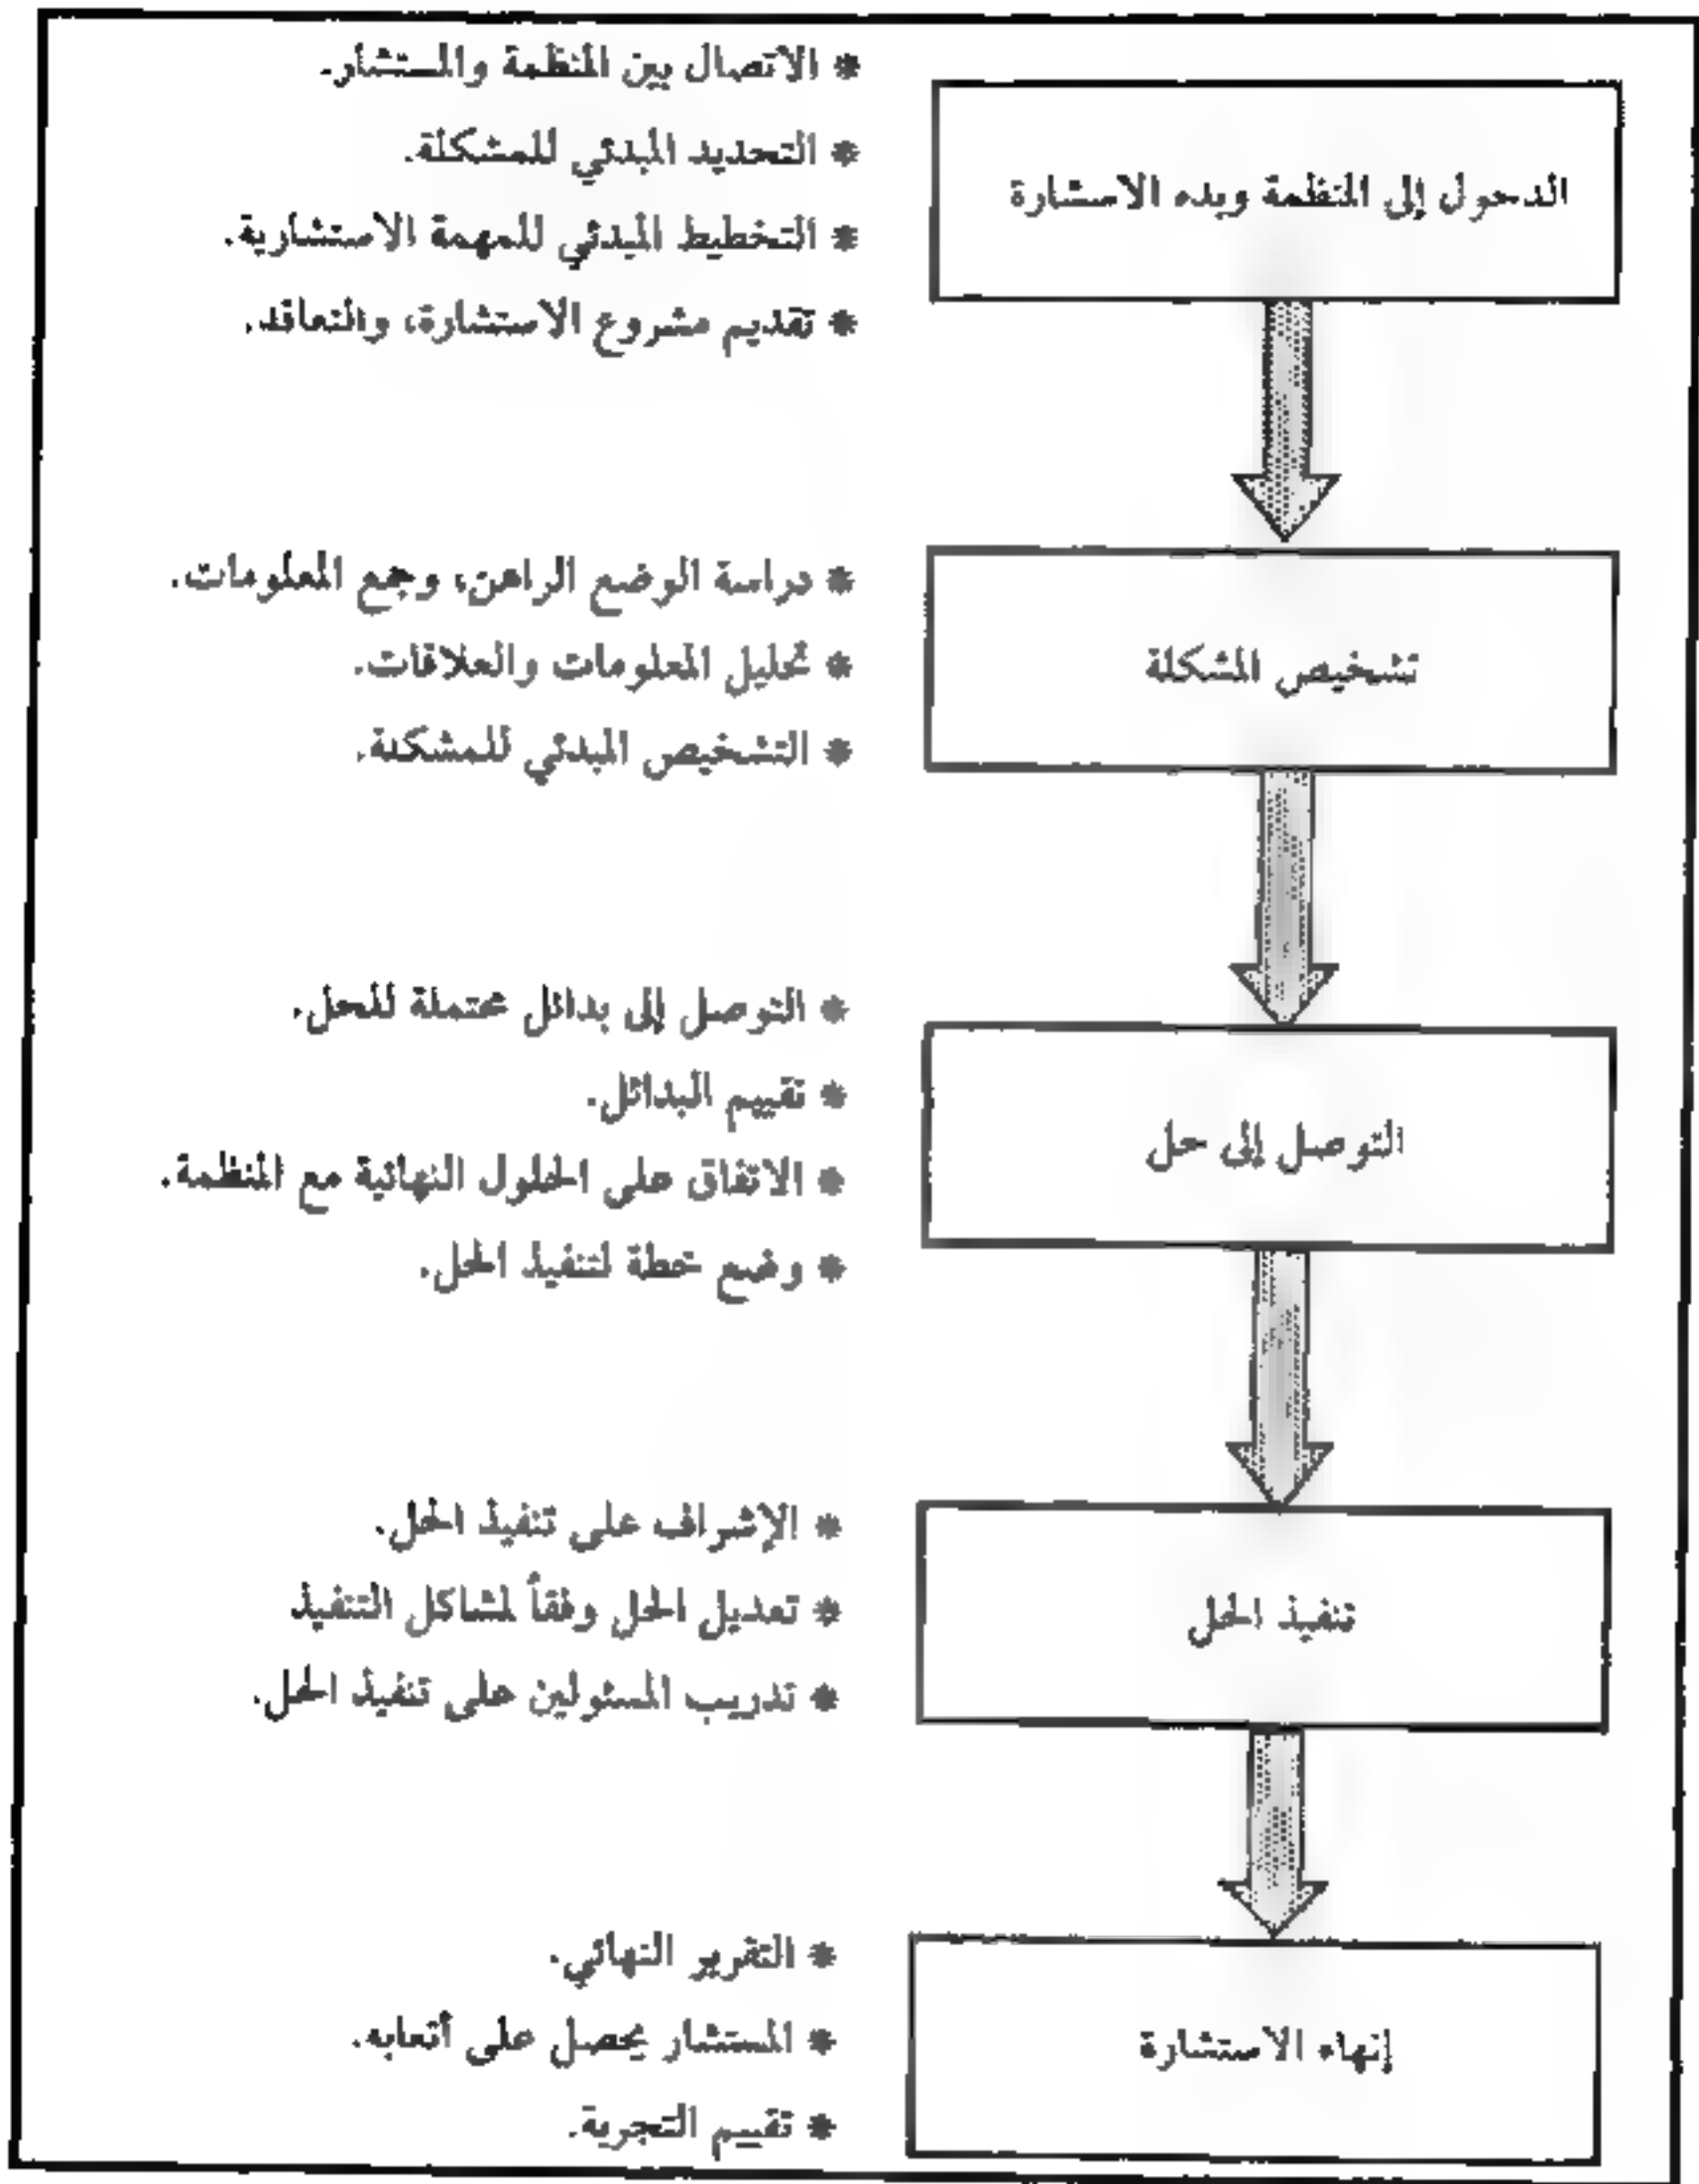 الدخول إلى المنظمة وبدء الاستشارة
* الاتصال بين المنظمة والمستشار.
* التحديد المبدئي للمشكلة.
* التخطيط المبدئي للمهمة الاستشارية.
* تقديم مشروع الاستشارة، والتعاقد.
تشخيص المشكلة
* دراسة الوضع الراهن، وجمع المعلومات.
* تحليل المعلومات والعلاقات.
* التشخيص المبدئي للمشكلة.
التوصل إلى حل
* التوصل إلى بدائل محتملة للحل.
* تقييم البدائل.
* الاتفاق على الحلول النهائية مع المنظمة.
* وضع خطة لتنفيذ الحل.
تنفيذ الحل
* الإشراف على تنفيذ الحل.
* تعديل الحل وفقاً لمشاكل التنفيذ
* تدريب المسئولين على تنفيذ الحل.
إنهاء الاستشارة
* التقرير النهائي.
* المستشار يحصل على أتعابه.
* تقييم التجربة.